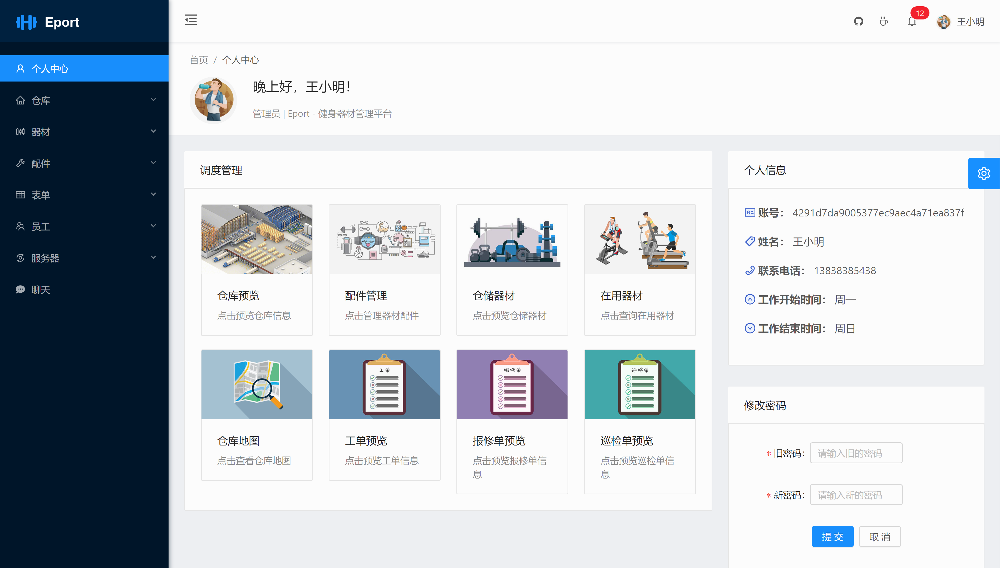 Eport
12
王小明
个人中心
仓库
器材
配件
表单
员工
服务器
聊天
首页 / 个人中心
晚上好，王小明！
管理员 | Eport - 健身器材管理平台
调度管理
仓库预览
点击预览仓库信息
配件管理
点击管理器材配件
kg
仓储器材
点击预览仓储器材
在用器材
点击查询在用器材
仓库地图
点击查看仓库地图
工单
工单预览
点击预览工单信息
报修单
报修单预览
点击预览报修单信
息
巡检单
巡检单预览
点击预览巡检单信
息
个人信息
账号： 4291d7da9005377ec9aec4a71ea837f
姓名： 王小明
联系电话： 13838385438
工作开始时间： 周一
工作结束时间： 周日
修改密码
* 旧密码： 请输入旧的密码
* 新密码： 请输入新的密码
提 交 取 消